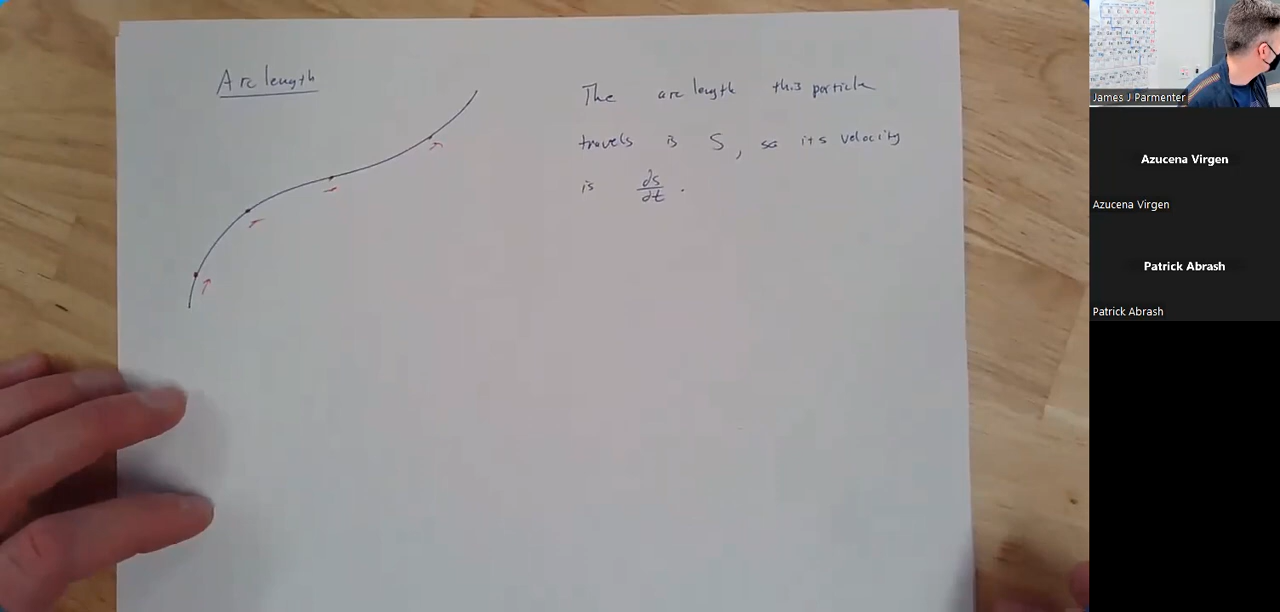 Arc length
The arc length this particle
travels is S, so its velocity
is ds/dt.
James J Parmenter
Azucena Virgen
Azucena Virgen
Patrick Abrash
Patrick Abrash